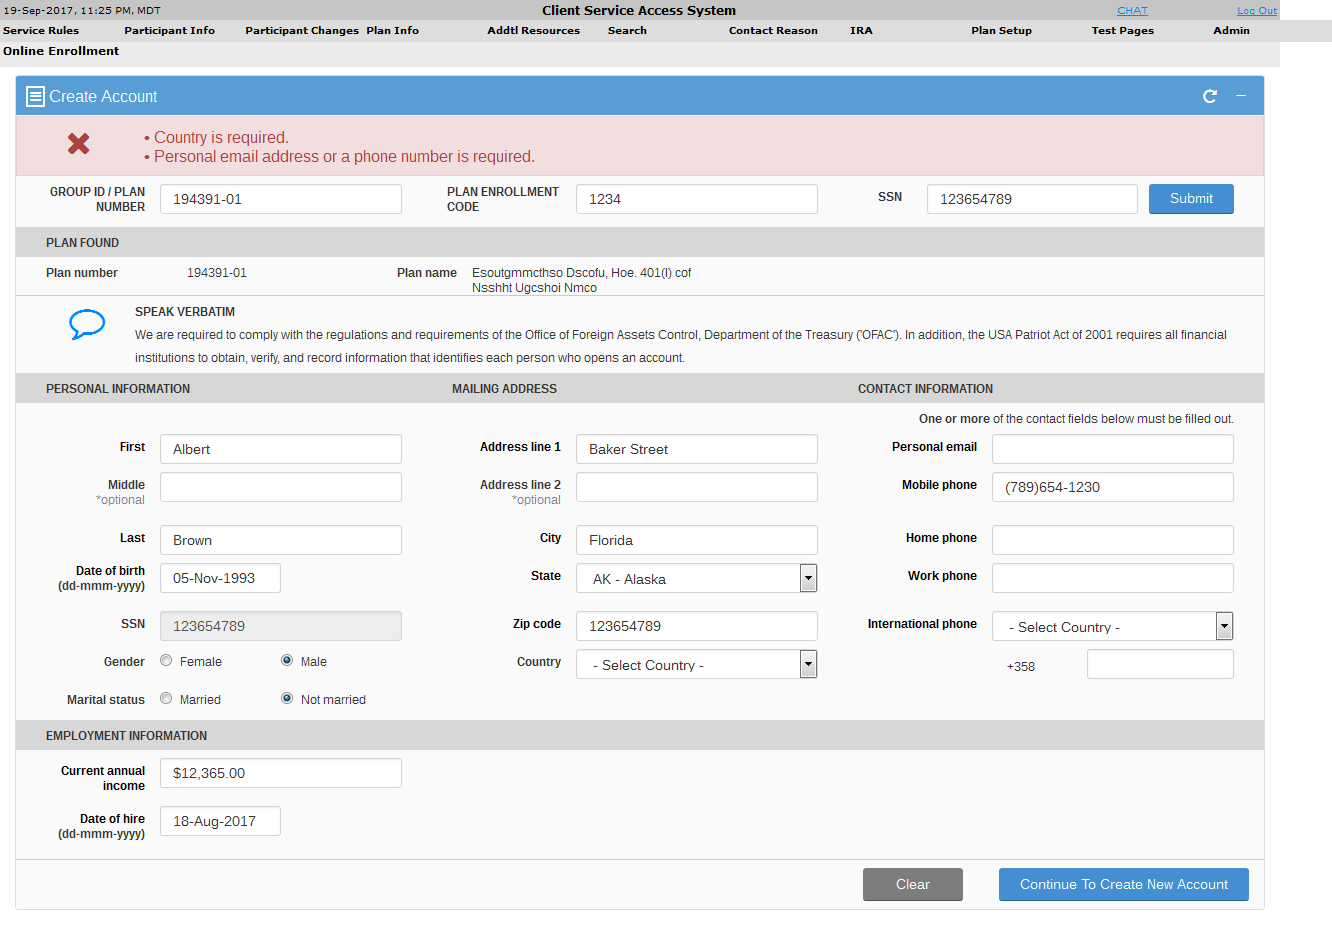 19-Sep-2017, 11:25 PM, MDT Client Service Access System CHAT Log Out
Service Rules Participant Info Participant Changes Plan Info Addtl Resources Search Contact Reason IRA Plan Setup Test Pages Admin
Online Enrollment
Create Account
• Country is required.
• Personal email address or a phone number is required.
GROUP ID / PLAN NUMBER 194391-01 PLAN ENROLLMENT CODE 1234 SSN 123654789 Submit
PLAN FOUND
Plan number 194391-01 Plan name Esoutgmmcthso Dscofu, Hoe. 401(l) cof
Nsshht Ugcshoi Nmco
SPEAK VERBATIM
We are required to comply with the regulations and requirements of the Office of Foreign Assets Control, Department of the Treasury ('OFAC'). In addition, the USA Patriot Act of 2001 requires all financial
institutions to obtain, verify, and record information that identifies each person who opens an account.
PERSONAL INFORMATION MAILING ADDRESS CONTACT INFORMATION
One or more of the contact fields below must be filled out.
First Albert Address line 1 Baker Street Personal email
Middle Address line 2 Mobile phone (789)654-1230
*optional *optional
Last Brown City Florida Home phone
Date of birth 05-Nov-1993 State AK - Alaska Work phone
(dd-mmm-yyyy)
SSN 123654789 Zip code 123654789 International phone - Select Country -
Gender Female Male Country - Select Country - +358
Marital status Married Not married
EMPLOYMENT INFORMATION
Current annual $12,365.00
income
Date of hire 18-Aug-2017
(dd-mmm-yyyy)
Clear Continue To Create New Account